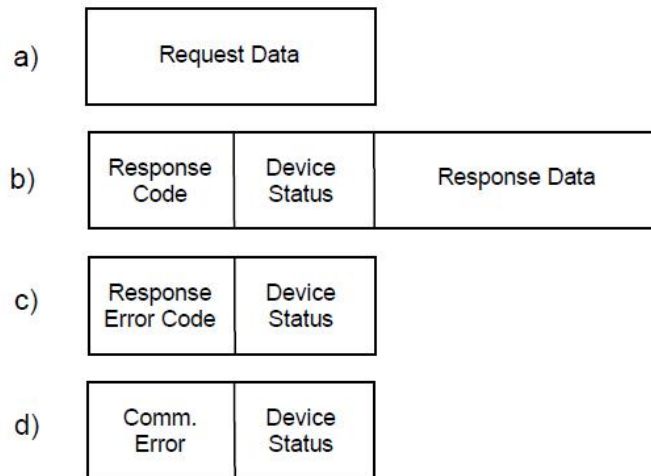 a)
Request Data
b)
Response
Code
Device
Status
Response Data
c)
Response
Error Code
Device
Status
d)
Comm.
Error
Device
Status